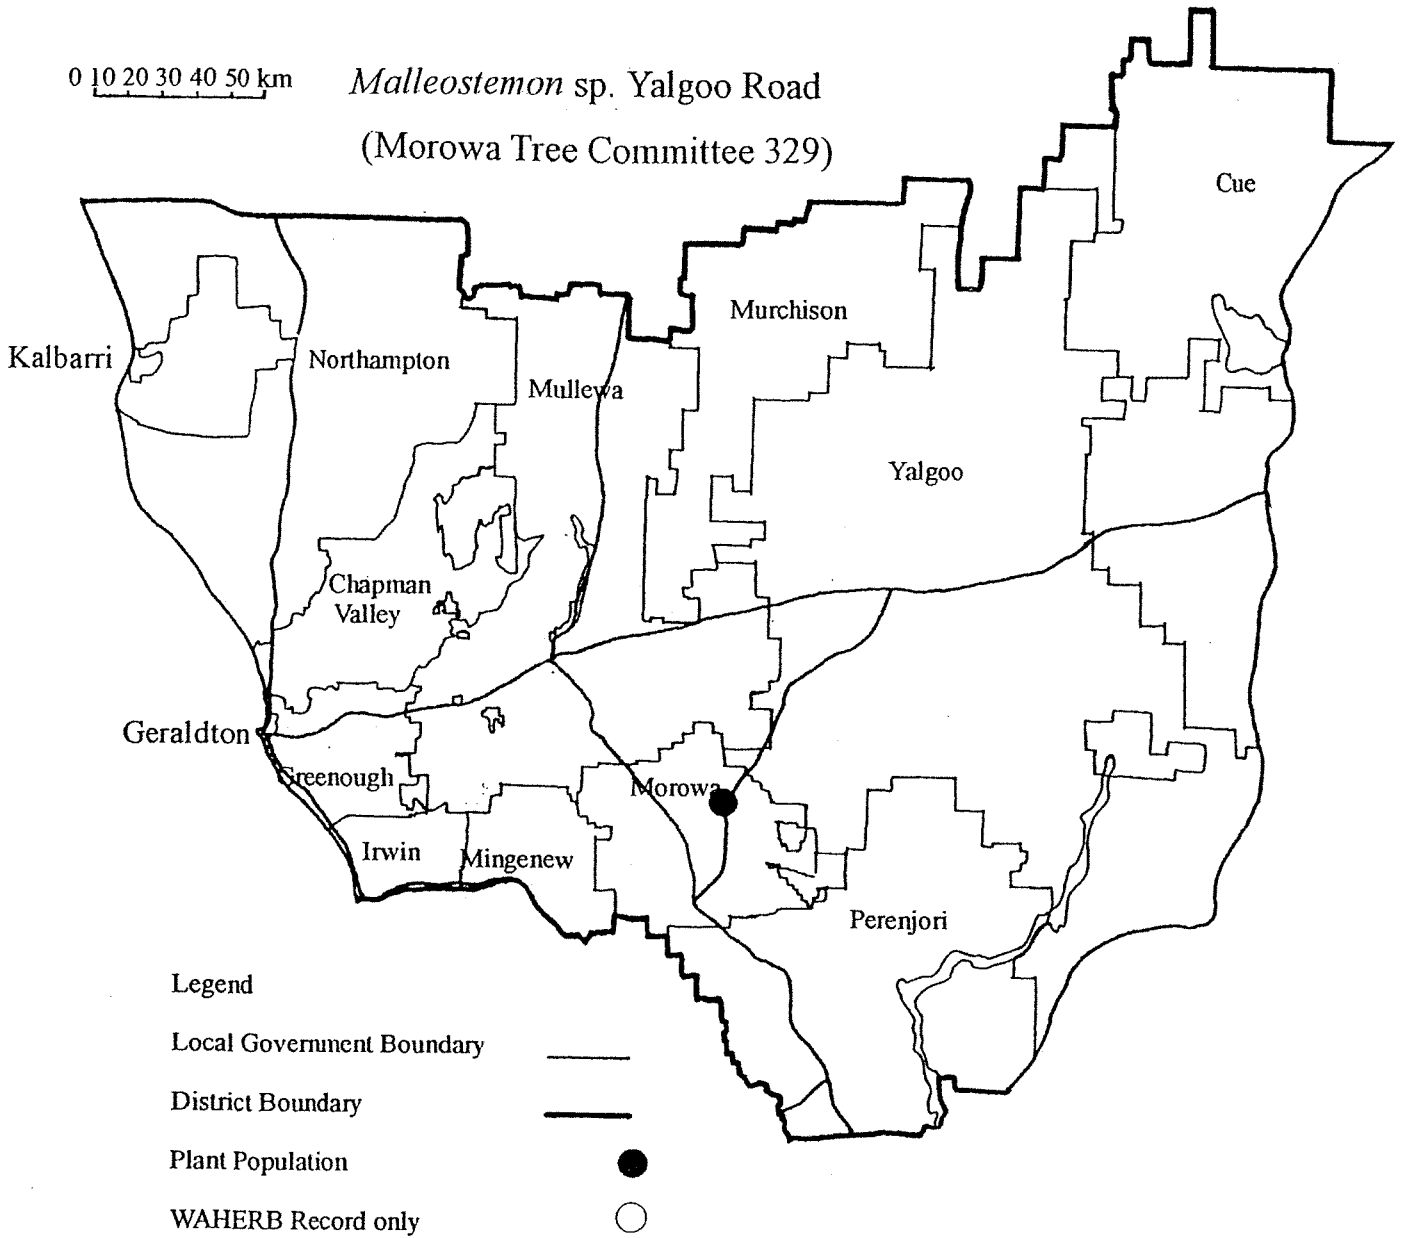 0 10 20 30 40 50 km
Malleostemon sp. Yalgoo Road
(Morowa Tree Committee 329)
Cue
Murchison
Kalbarri
Northampton
Mullewa
Yalgoo
Chapman
Valley
Geraldton
Greenough
Morowa
Irwin
Mingenew
Perenjori
Legend
Local Government Boundary
District Boundary
Plant Population
WAHERB Record only